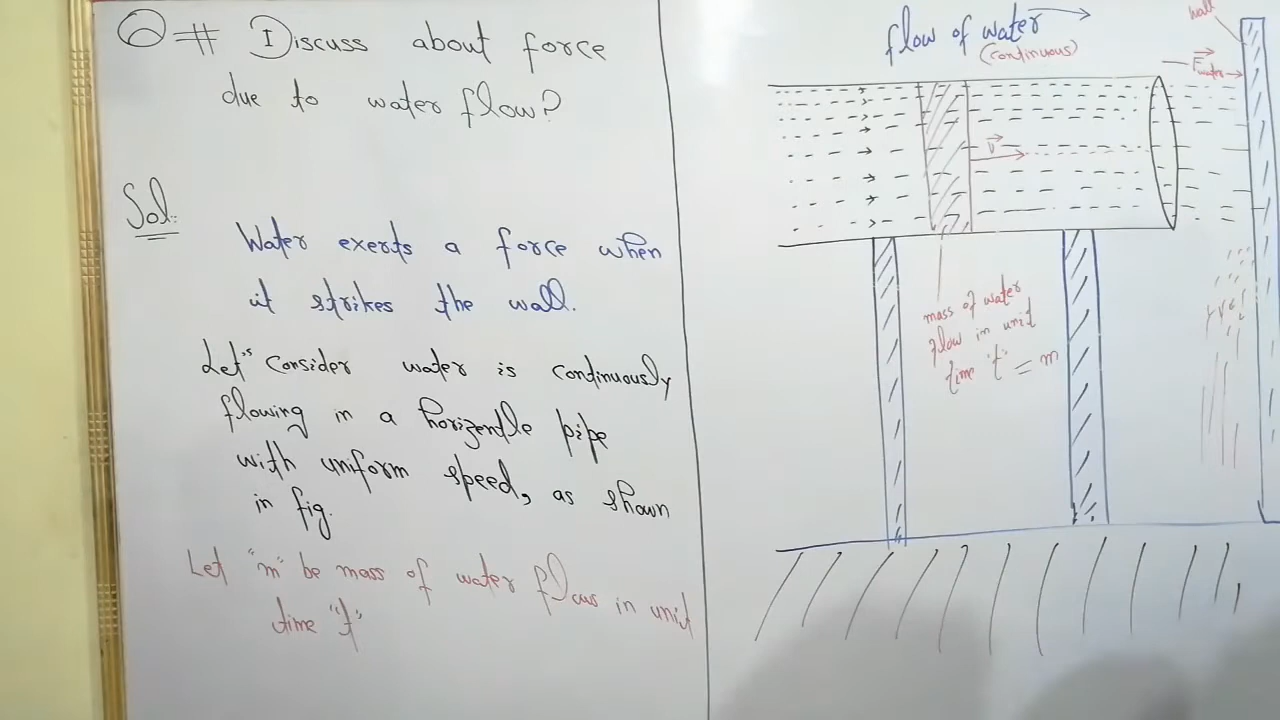 Q # Discuss about force
due to water flow?
Sol:
Water exerts a force when
it strikes the wall.
Let's consider water is continuously
flowing in a horizentle pipe
with uniform speed, as shown
in fig.
Let "m" be mass of water flows in unit
time "t"
flow of water
(continuous)
wall
F water
v
mass of water
flow in unit
time "t" = m